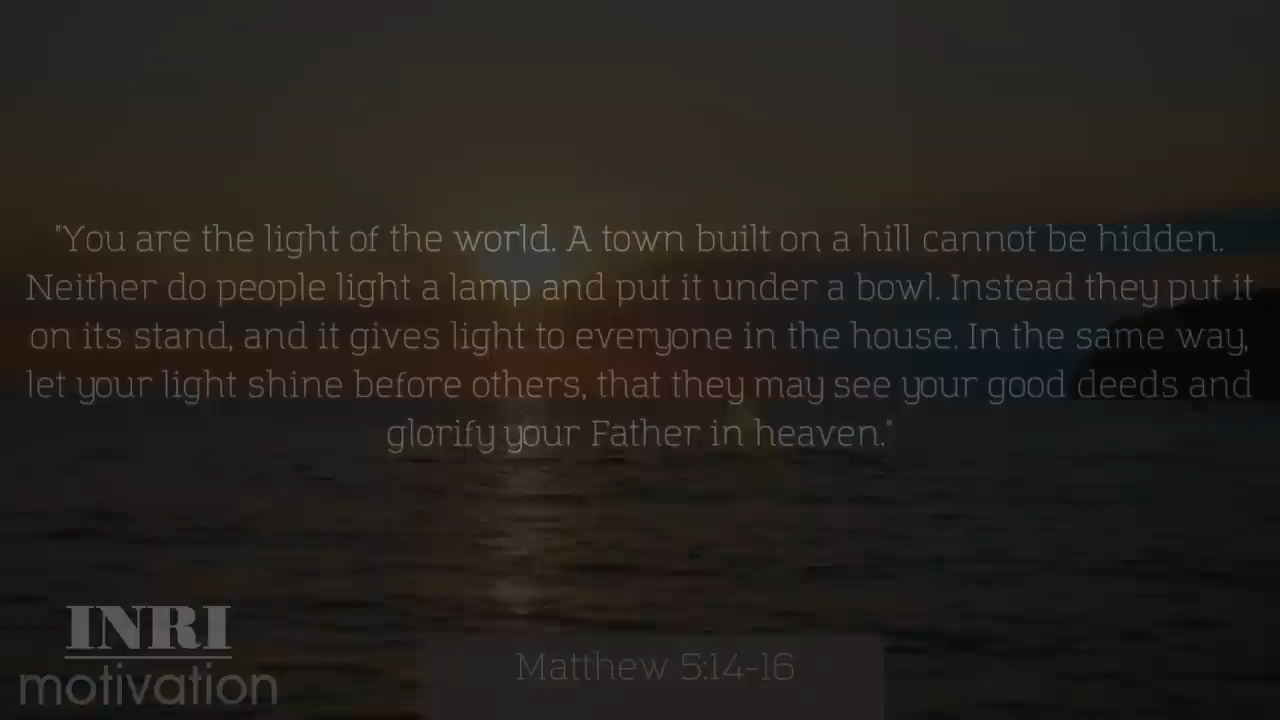 "You are the light of the world. A town built on a hill cannot be hidden.
Neither do people light a lamp and put it under a bowl. Instead they put it
on its stand, and it gives light to everyone in the house. In the same way,
let your light shine before others, that they may see your good deeds and
glorify your Father in heaven."
INRI
motivation
Matthew 5:14-16